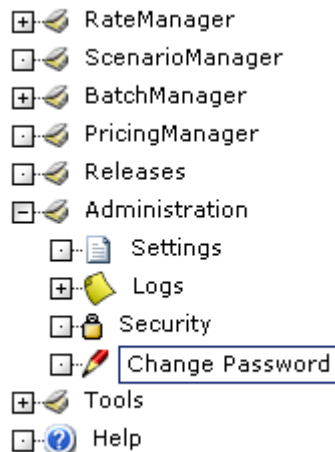 RateManager
ScenarioManager
BatchManager
PricingManager
Releases
Administration
Settings
Logs
Security
Change Password
Tools
Help